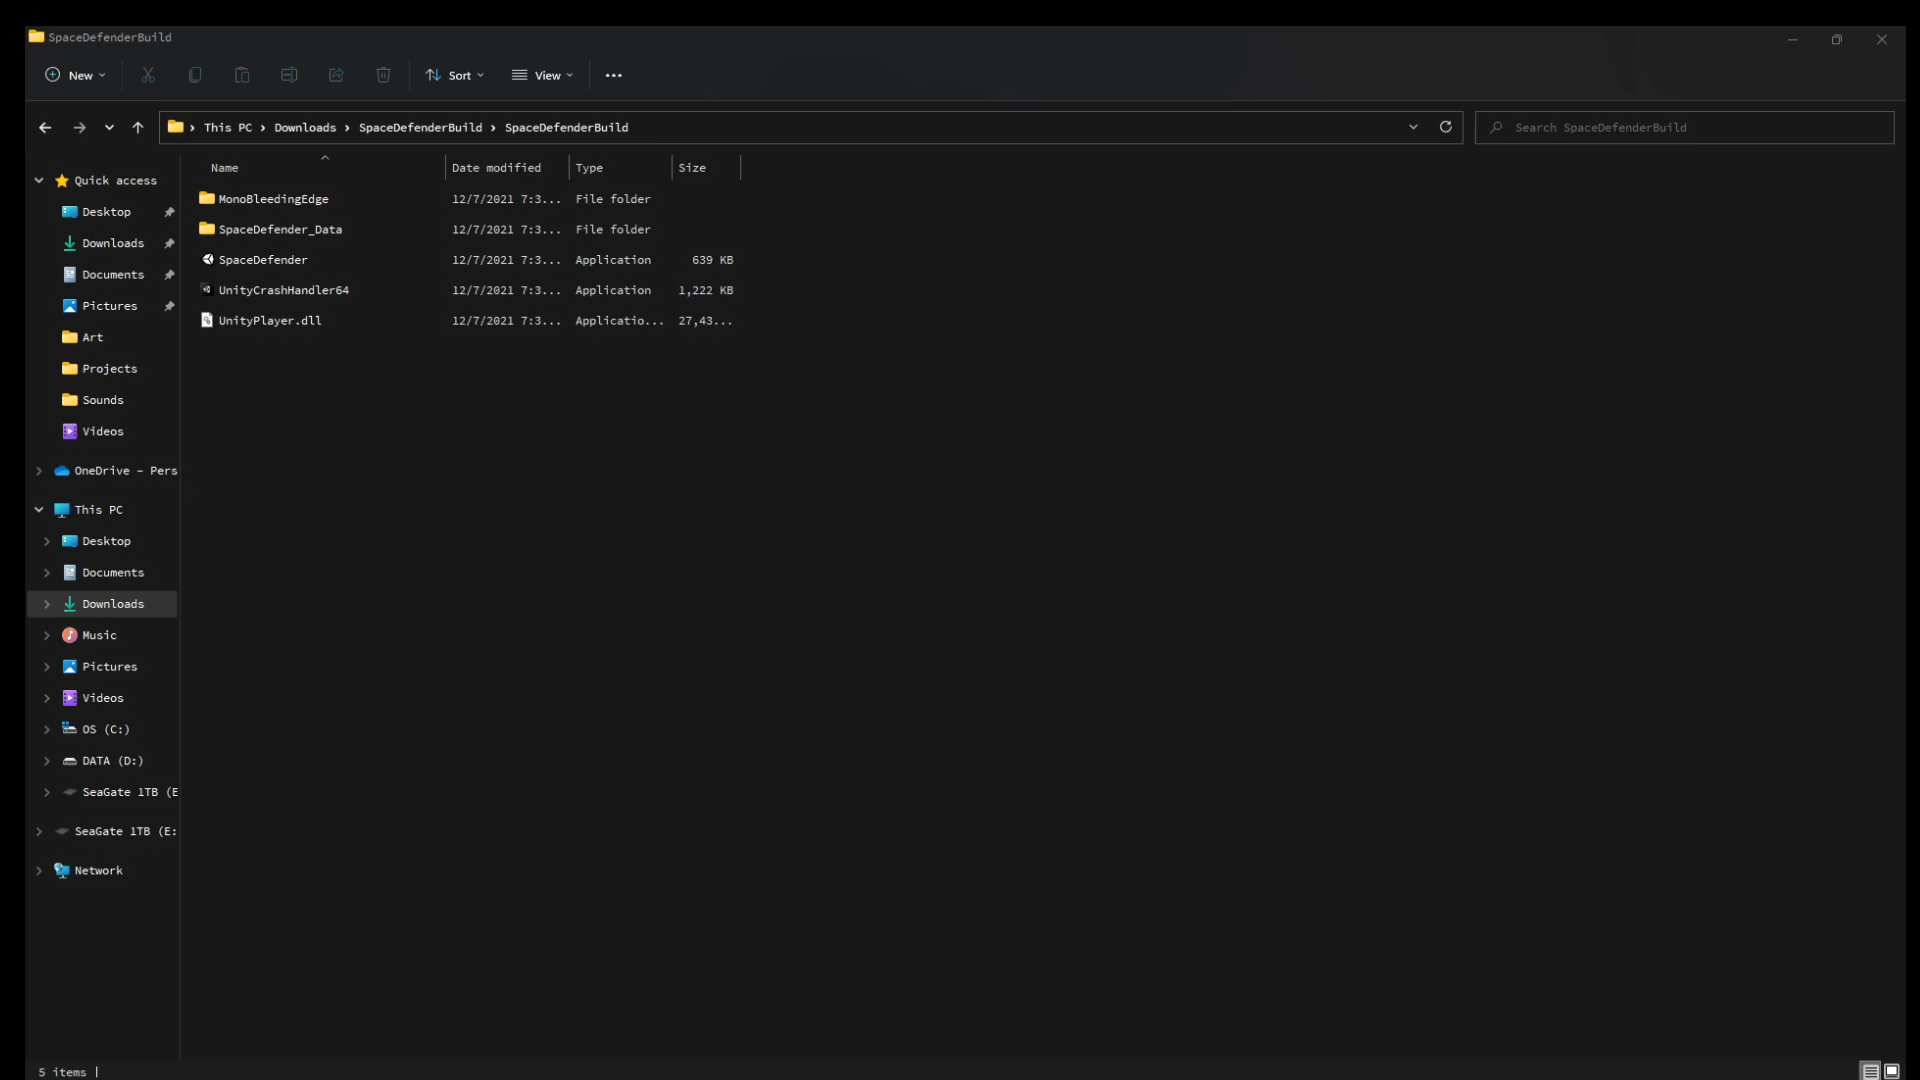 SpaceDefenderBuild
New Sort View
This PC Downloads SpaceDefenderBuild SpaceDefenderBuild Search SpaceDefenderBuild
Name Date modified Type Size
MonoBleedingEdge 12/7/2021 7:3... File folder
SpaceDefender_Data 12/7/2021 7:3... File folder
SpaceDefender 12/7/2021 7:3... Application 639 KB
UnityCrashHandler64 12/7/2021 7:3... Application 1,222 KB
UnityPlayer.dll 12/7/2021 7:3... Applicatio... 27,43...
Quick access
Desktop
Downloads
Documents
Pictures
Art
Projects
Sounds
Videos
OneDrive - Pers
This PC
Desktop
Documents
Downloads
Music
Pictures
Videos
OS (C:)
DATA (D:)
SeaGate 1TB (E
SeaGate 1TB (E:
Network
5 items